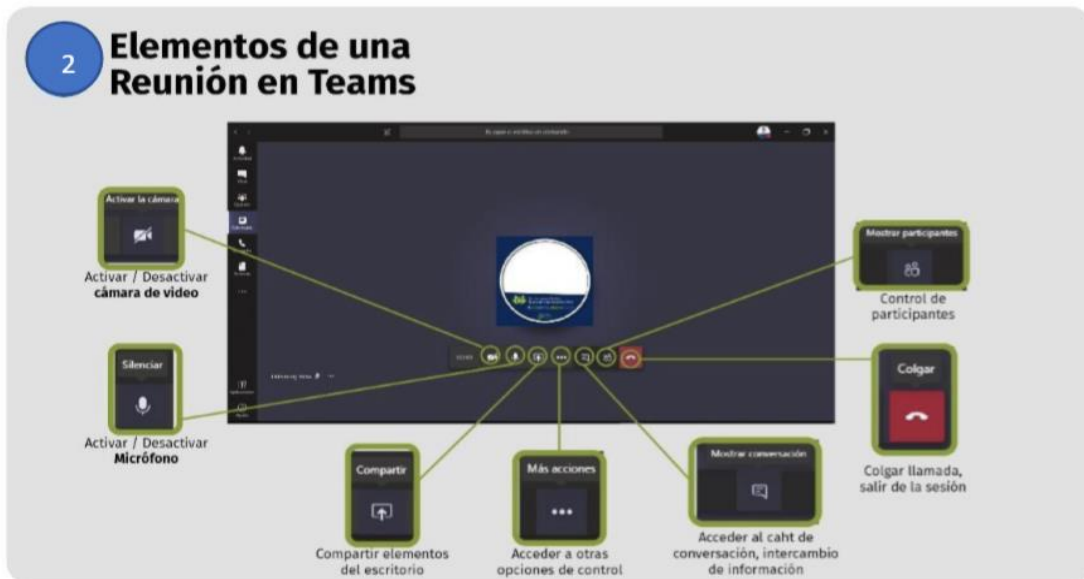 2
Elementos de una
Reunión en Teams
Activar la cámara
Activar / Desactivar
cámara de video
Silenciar
Activar / Desactivar
Micrófono
Compartir
Compartir elementos
del escritorio
Más acciones
Acceder a otras
opciones de control
Mostrar conversación
Acceder al caht de
conversación, intercambio
de información
Mostrar participantes
Control de
participantes
Colgar
Colgar llamada,
salir de la sesión